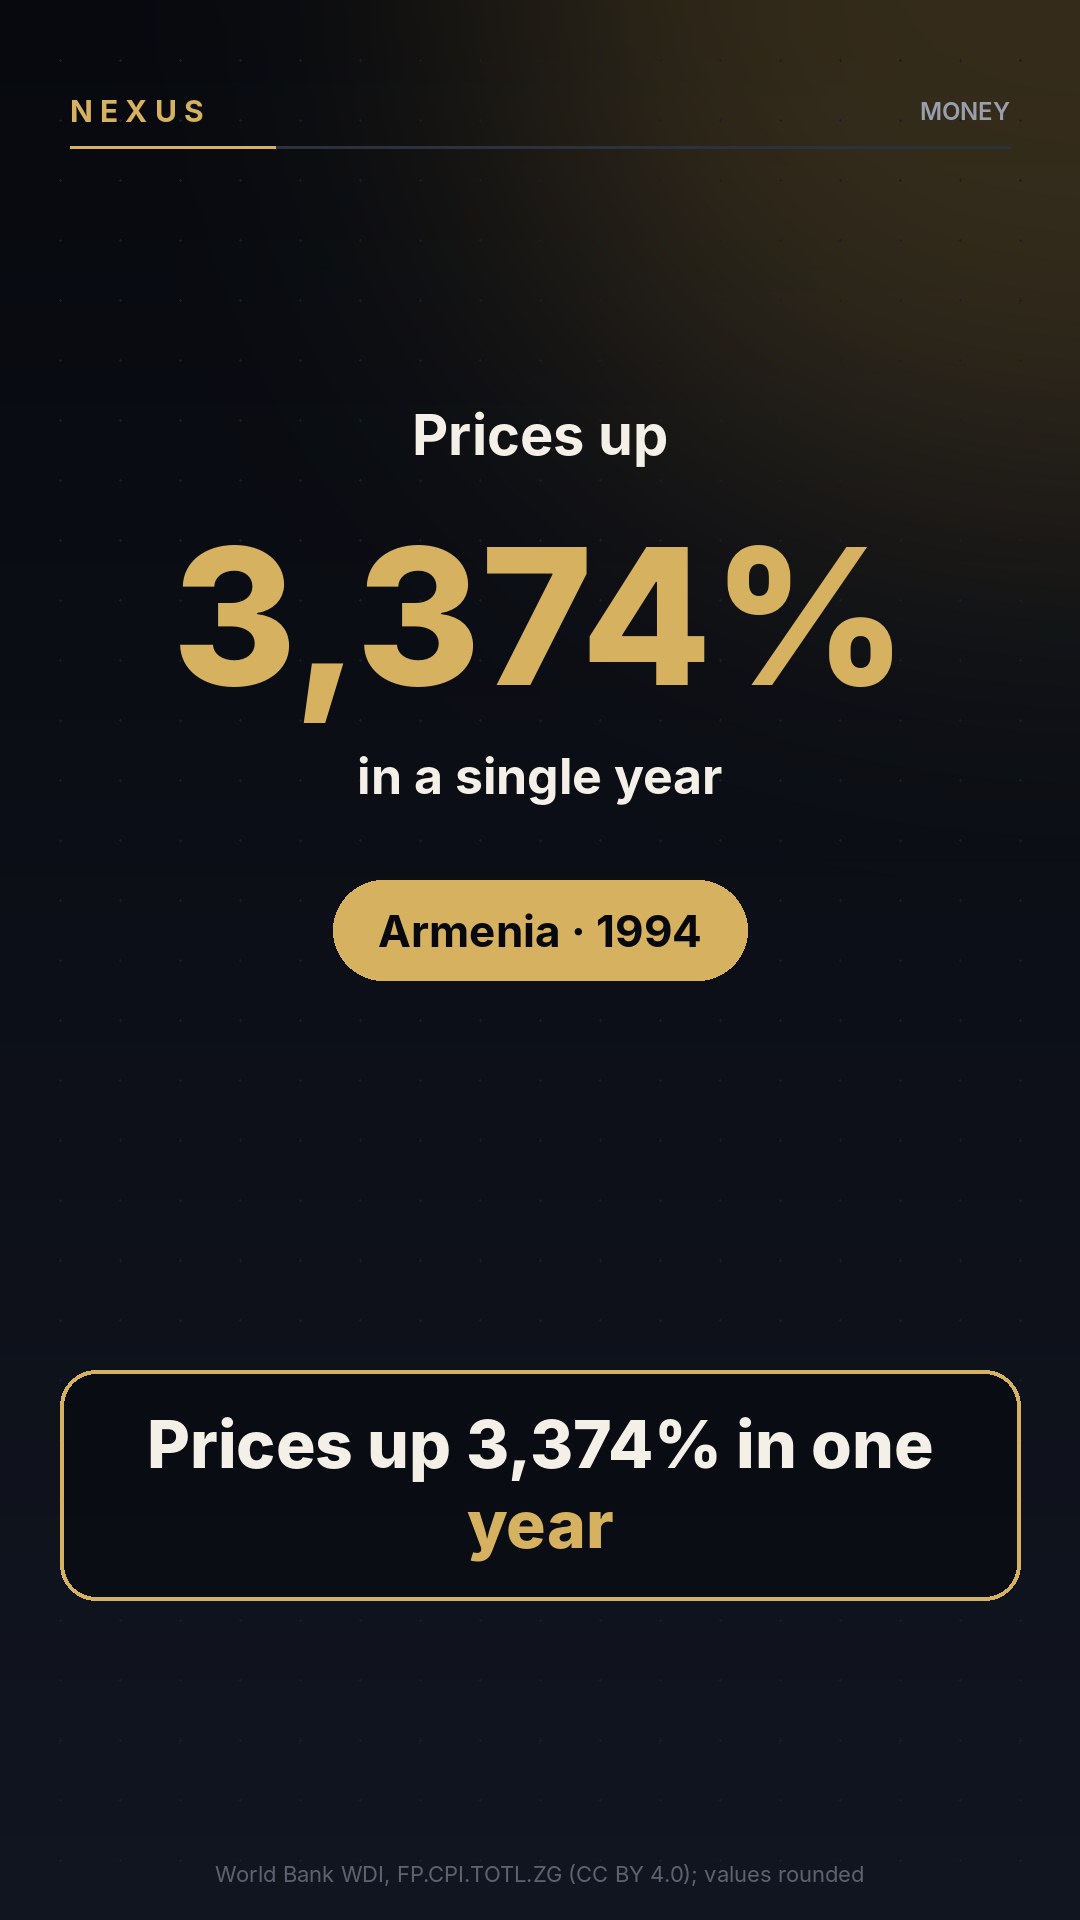 NEXUS
MONEY
Prices up
3,374%
in a single year
Armenia · 1994
Prices up 3,374% in one
year
World Bank WDI, FP.CPI.TOTL.ZG (CC BY 4.0); values rounded